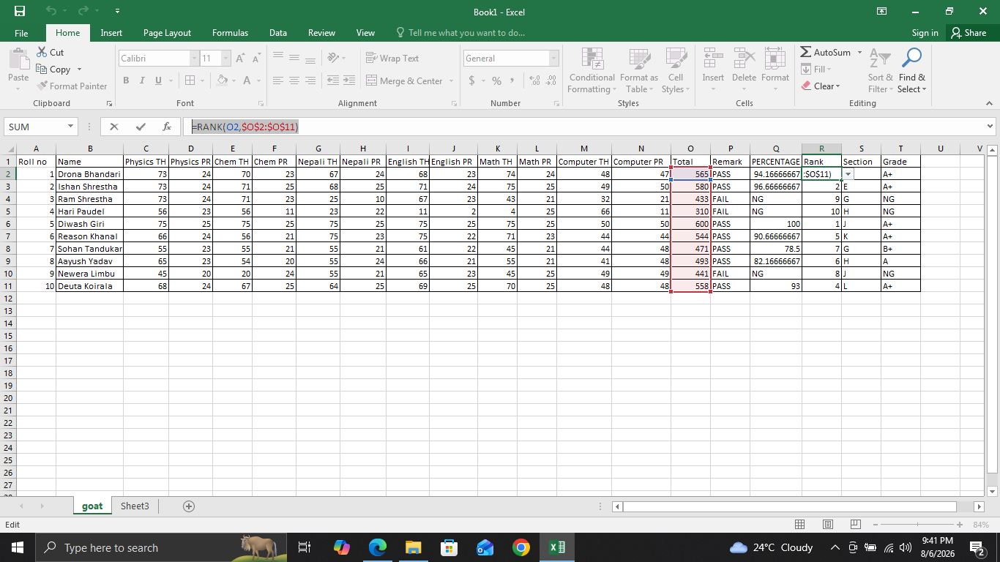 Book1 - Excel
File Home Insert Page Layout Formulas Data Review View Tell me what you want to do... Sign in Share
Paste Cut Copy Format Painter Clipboard
Calibri 11 B I U Font
Wrap Text Merge & Center Alignment
General $ % , Number
Conditional Formatting Format as Table Cell Styles Styles
Insert Delete Format Cells
AutoSum Fill Clear Sort & Filter Find & Select Editing
SUM fx =RANK(O2,$O$2:$O$11)
A B C D E F G H I J K L M N O P Q R S T U V
1 Roll no Name Physics TH Physics PR Chem TH Chem PR Nepali TH Nepali PR English TH English PR Math TH Math PR Computer TH Computer PR Total Remark PERCENTAGE Rank Section Grade
2 1 Drona Bhandari 73 24 70 23 67 24 68 23 74 24 48 47 565 PASS 94.16666667 :$O$11) A+
3 2 Ishan Shrestha 73 24 71 25 68 25 71 24 75 25 49 50 580 PASS 96.66666667 2 E A+
4 3 Ram Shrestha 73 24 71 23 25 10 67 23 43 21 32 21 433 FAIL NG 9 G NG
5 4 Hari Paudel 56 23 56 11 23 22 11 2 4 25 66 11 310 FAIL NG 10 H NG
6 5 Diwash Giri 75 25 75 25 75 25 75 25 75 25 50 50 600 PASS 100 1 J A+
7 6 Reason Khanal 66 24 56 21 75 23 75 22 71 23 44 44 544 PASS 90.66666667 5 K A+
8 7 Sohan Tandukar 55 23 55 21 55 21 61 22 45 21 44 48 471 PASS 78.5 7 G B+
9 8 Aayush Yadav 65 23 54 20 55 24 66 21 55 21 41 48 493 PASS 82.16666667 6 H A
10 9 Newera Limbu 45 20 20 24 55 21 65 23 45 25 49 49 441 FAIL NG 8 J NG
11 10 Deuta Koirala 68 24 67 25 64 25 69 25 70 25 48 48 558 PASS 93 4 L A+
12
13
14
15
16
17
18
19
20
21
22
23
24
25
26
27
goat Sheet3
Edit 84%
Type here to search 24°C Cloudy 9:41 PM
8/6/2026 2